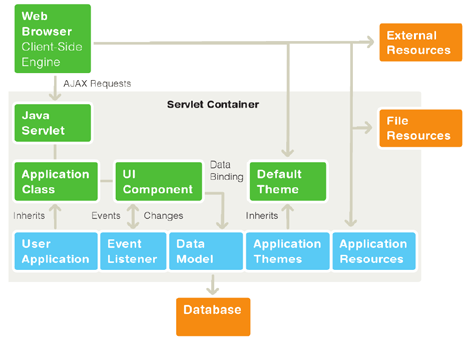 Web
Browser
Client-Side
Engine
External
Resources
AJAX Requests
Servlet Container
Java
Servlet
File
Resources
Application
Class
UI
Component
Data
Binding
Default
Theme
Inherits
Events
Changes
Inherits
User
Application
Event
Listener
Data
Model
Application
Themes
Application
Resources
Database